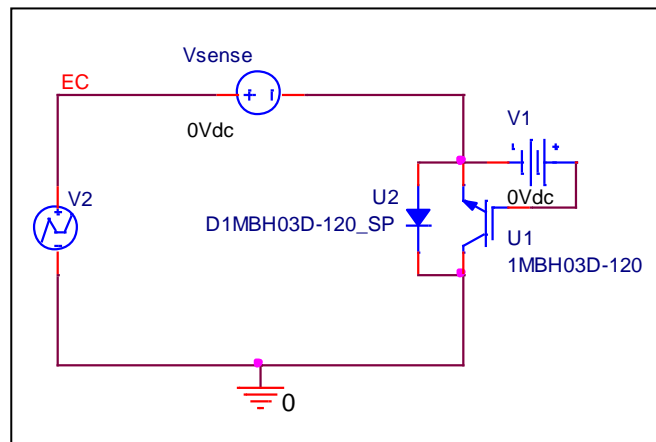 Vsense
EC
+ -
0Vdc
V1
- +
0Vdc
V2
+
-
U2
D1MBH03D-120_SP
U1
1MBH03D-120
0